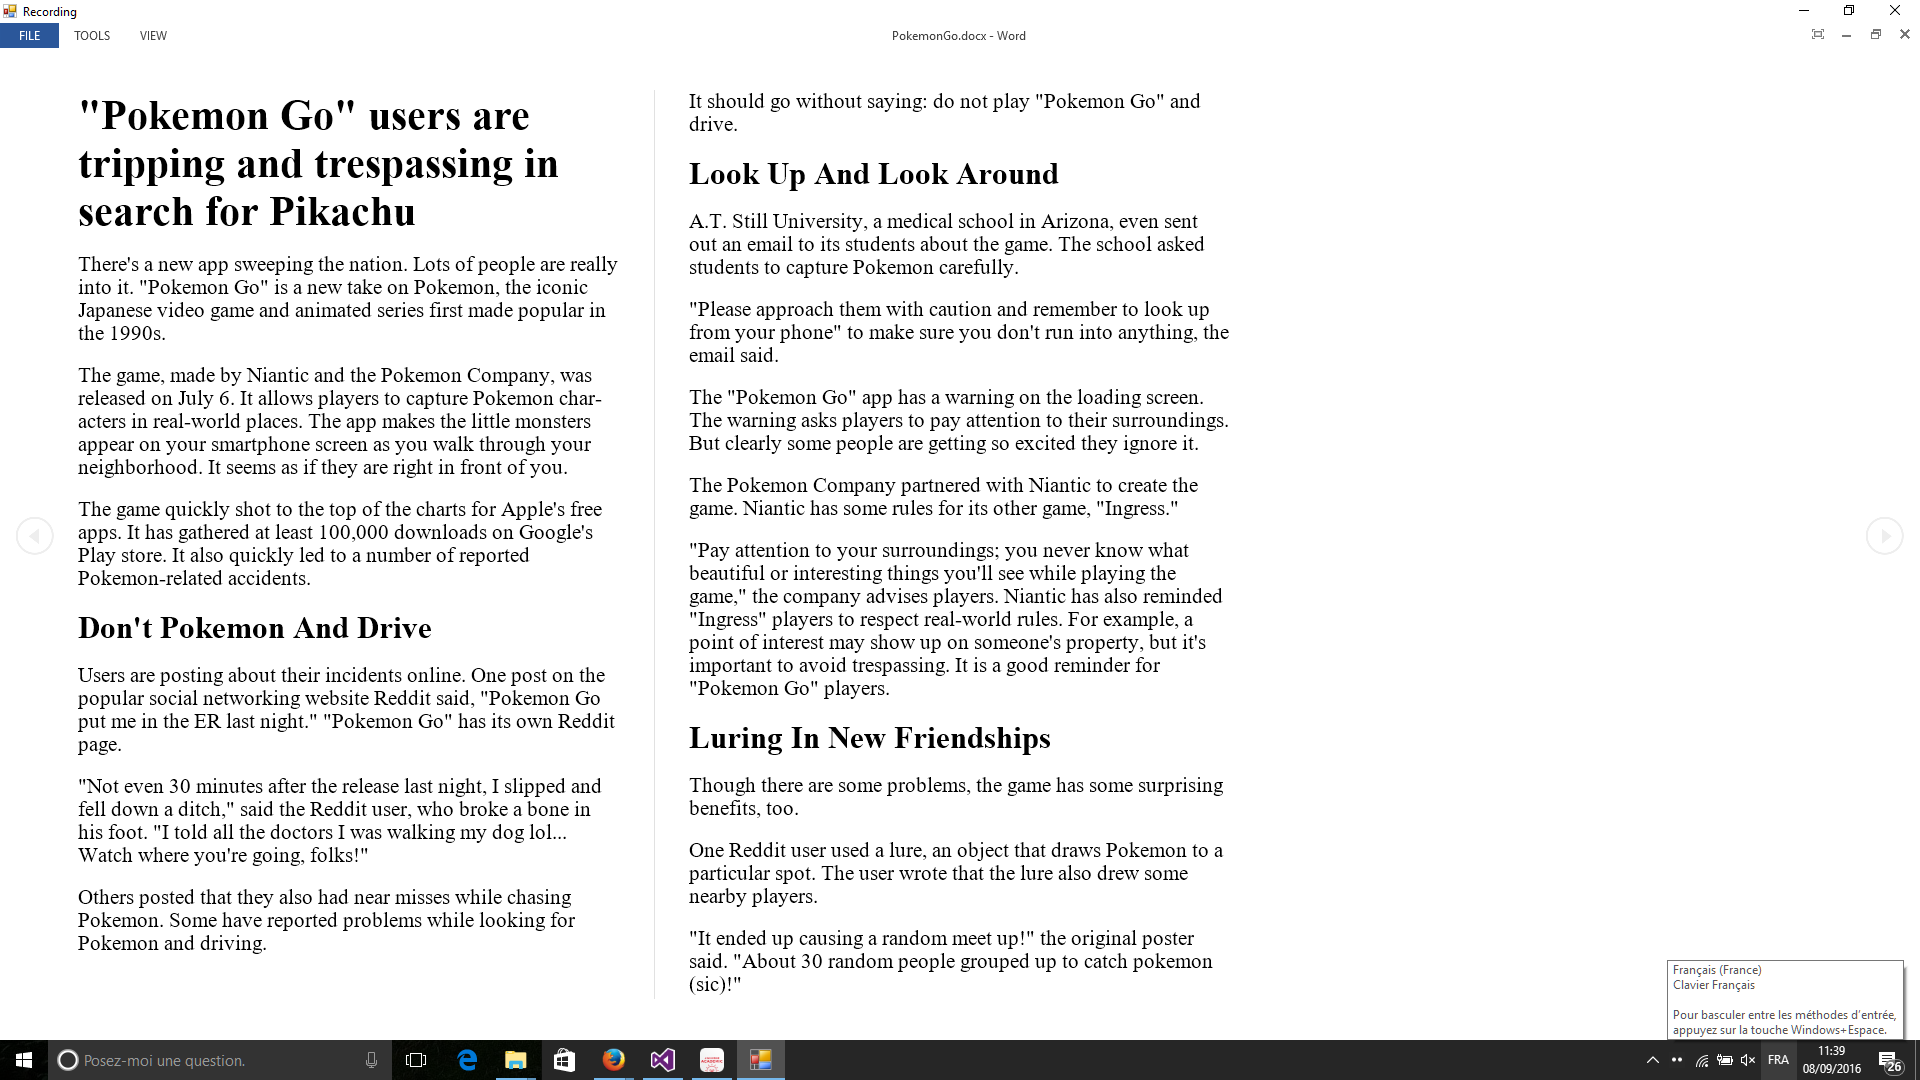 Recording
FILE TOOLS VIEW
PokemonGo.docx - Word
"Pokemon Go" users are
tripping and trespassing in
search for Pikachu
There's a new app sweeping the nation. Lots of people are really
into it. "Pokemon Go" is a new take on Pokemon, the iconic
Japanese video game and animated series first made popular in
the 1990s.
The game, made by Niantic and the Pokemon Company, was
released on July 6. It allows players to capture Pokemon char-
acters in real-world places. The app makes the little monsters
appear on your smartphone screen as you walk through your
neighborhood. It seems as if they are right in front of you.
The game quickly shot to the top of the charts for Apple's free
apps. It has gathered at least 100,000 downloads on Google's
Play store. It also quickly led to a number of reported
Pokemon-related accidents.
Don't Pokemon And Drive
Users are posting about their incidents online. One post on the
popular social networking website Reddit said, "Pokemon Go
put me in the ER last night." "Pokemon Go" has its own Reddit
page.
"Not even 30 minutes after the release last night, I slipped and
fell down a ditch," said the Reddit user, who broke a bone in
his foot. "I told all the doctors I was walking my dog lol...
Watch where you're going, folks!"
Others posted that they also had near misses while chasing
Pokemon. Some have reported problems while looking for
Pokemon and driving.
It should go without saying: do not play "Pokemon Go" and
drive.
Look Up And Look Around
A.T. Still University, a medical school in Arizona, even sent
out an email to its students about the game. The school asked
students to capture Pokemon carefully.
"Please approach them with caution and remember to look up
from your phone" to make sure you don't run into anything, the
email said.
The "Pokemon Go" app has a warning on the loading screen.
The warning asks players to pay attention to their surroundings.
But clearly some people are getting so excited they ignore it.
The Pokemon Company partnered with Niantic to create the
game. Niantic has some rules for its other game, "Ingress."
"Pay attention to your surroundings; you never know what
beautiful or interesting things you'll see while playing the
game," the company advises players. Niantic has also reminded
"Ingress" players to respect real-world rules. For example, a
point of interest may show up on someone's property, but it's
important to avoid trespassing. It is a good reminder for
"Pokemon Go" players.
Luring In New Friendships
Though there are some problems, the game has some surprising
benefits, too.
One Reddit user used a lure, an object that draws Pokemon to a
particular spot. The user wrote that the lure also drew some
nearby players.
"It ended up causing a random meet up!" the original poster
said. "About 30 random people grouped up to catch pokemon
(sic)!"
Français (France)
Clavier Français
Pour basculer entre les méthodes d'entrée,
appuyez sur la touche Windows+Espace.
Posez-moi une question.
FRA
11:39
08/09/2016
26